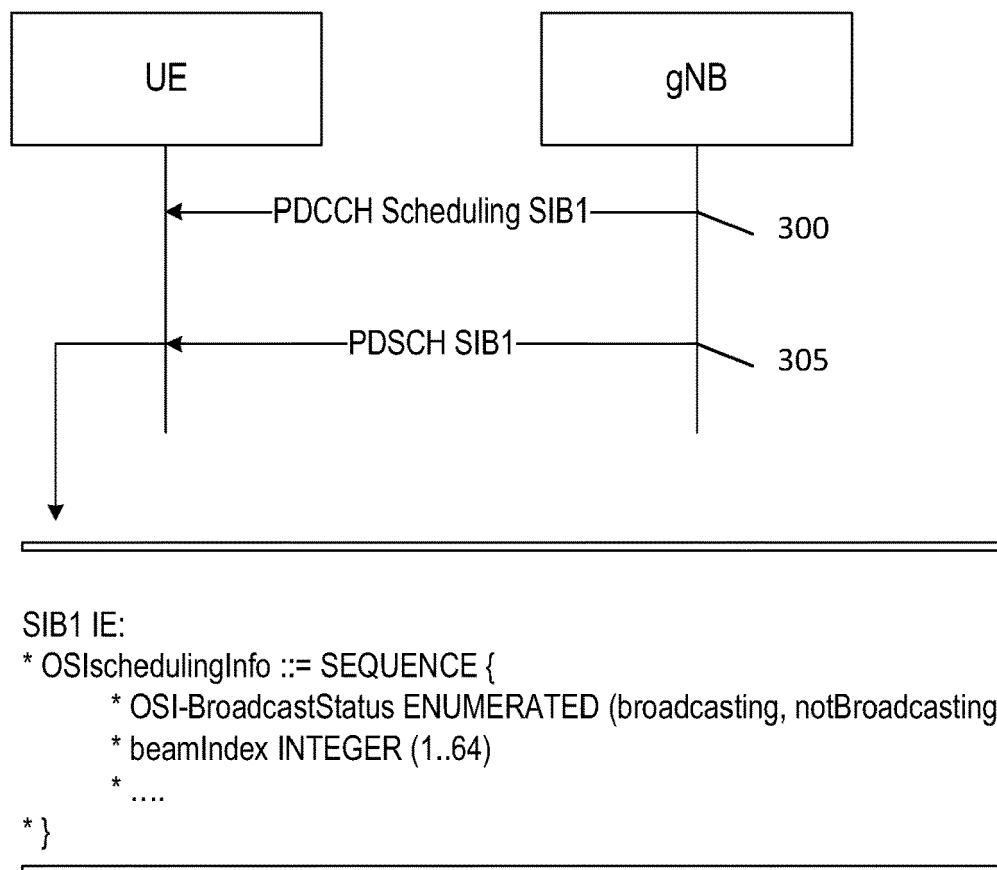 UE
gNB
PDCCH Scheduling SIB1
300
PDSCH SIB1
305
SIB1 IE:
* OSIschedulingInfo ::= SEQUENCE {
* OSI-BroadcastStatus ENUMERATED (broadcasting, notBroadcasting
* beamIndex INTEGER (1..64)
* ....
* }